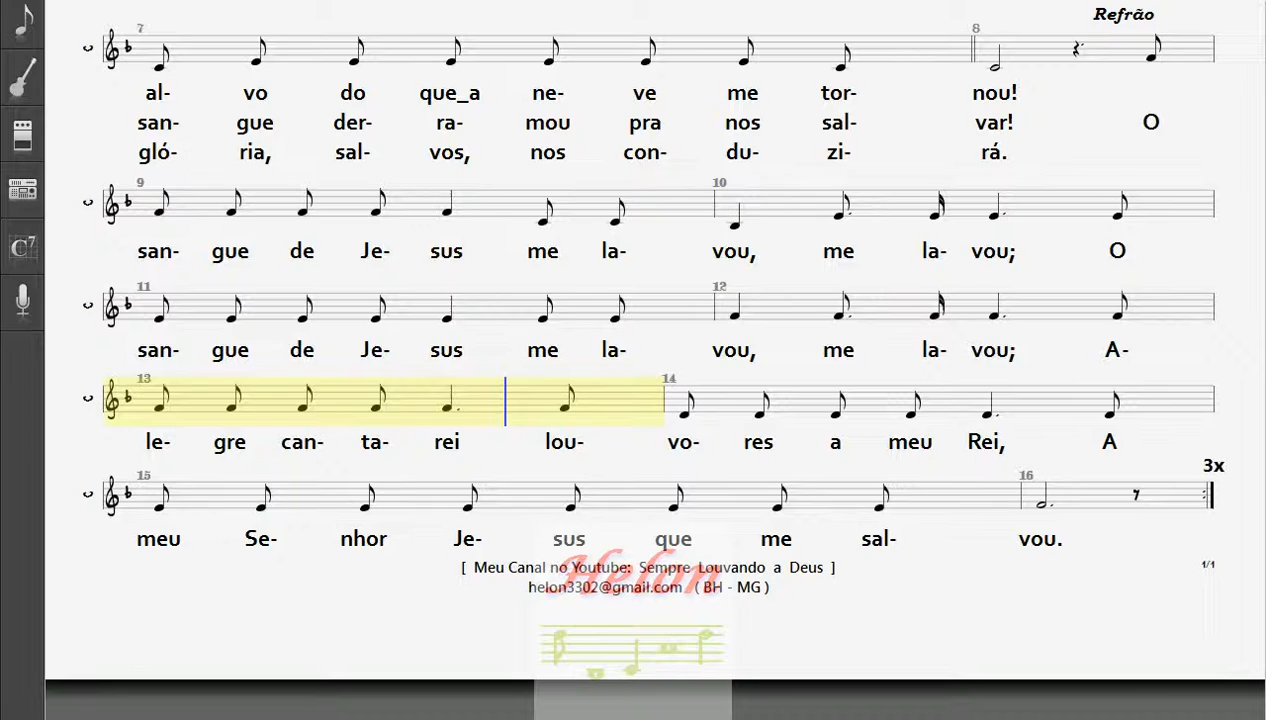 Refrão
7 8
al- vo do que_a ne- ve me tor- nou!
san- gue der- ra- mou pra nos sal- var! O
gló- ria, sal- vos, nos con- du- zi- rá.
9 10
san- gue de Je- sus me la- vou, me la- vou; O
11 12
san- gue de Je- sus me la- vou, me la- vou; A-
13 14
le- gre can- ta- rei lou- vo- res a meu Rei, A
3x
15 16
meu Se- nhor Je- sus que me sal- vou.
[ Meu Canal no Youtube: Sempre Louvando a Deus ]
1/1
helon3302@gmail.com ( BH - MG )
Helon
C7